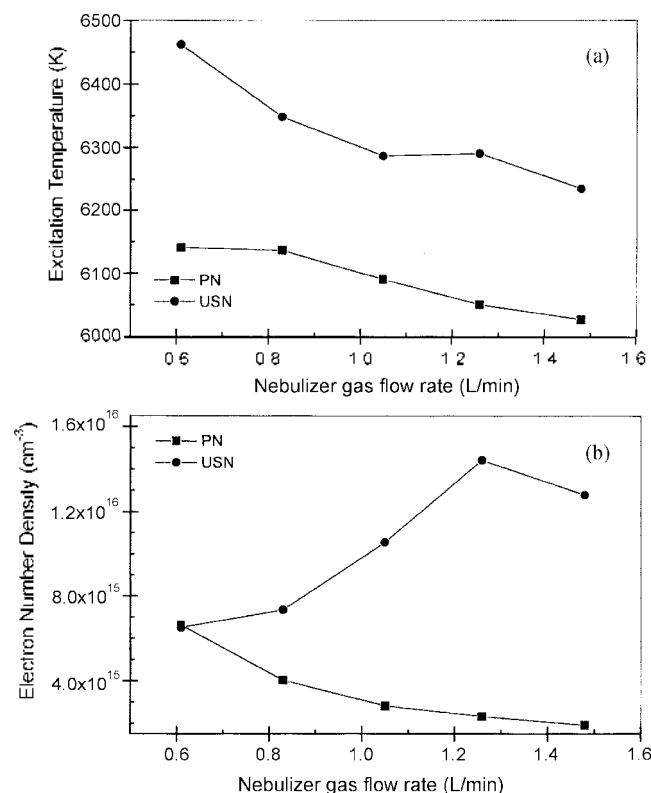 6500
6400
6300
6200
6100
6000
Excitation Temperature (K)
(a)
PN
USN
0.6 0.8 1.0 1.2 1.4 1.6
Nebulizer gas flow rate (L/min)
1.6x10^16
1.2x10^16
8.0x10^15
4.0x10^15
Electron Number Density (cm^-3)
(b)
PN
USN
0.6 0.8 1.0 1.2 1.4 1.6
Nebulizer gas flow rate (L/min)